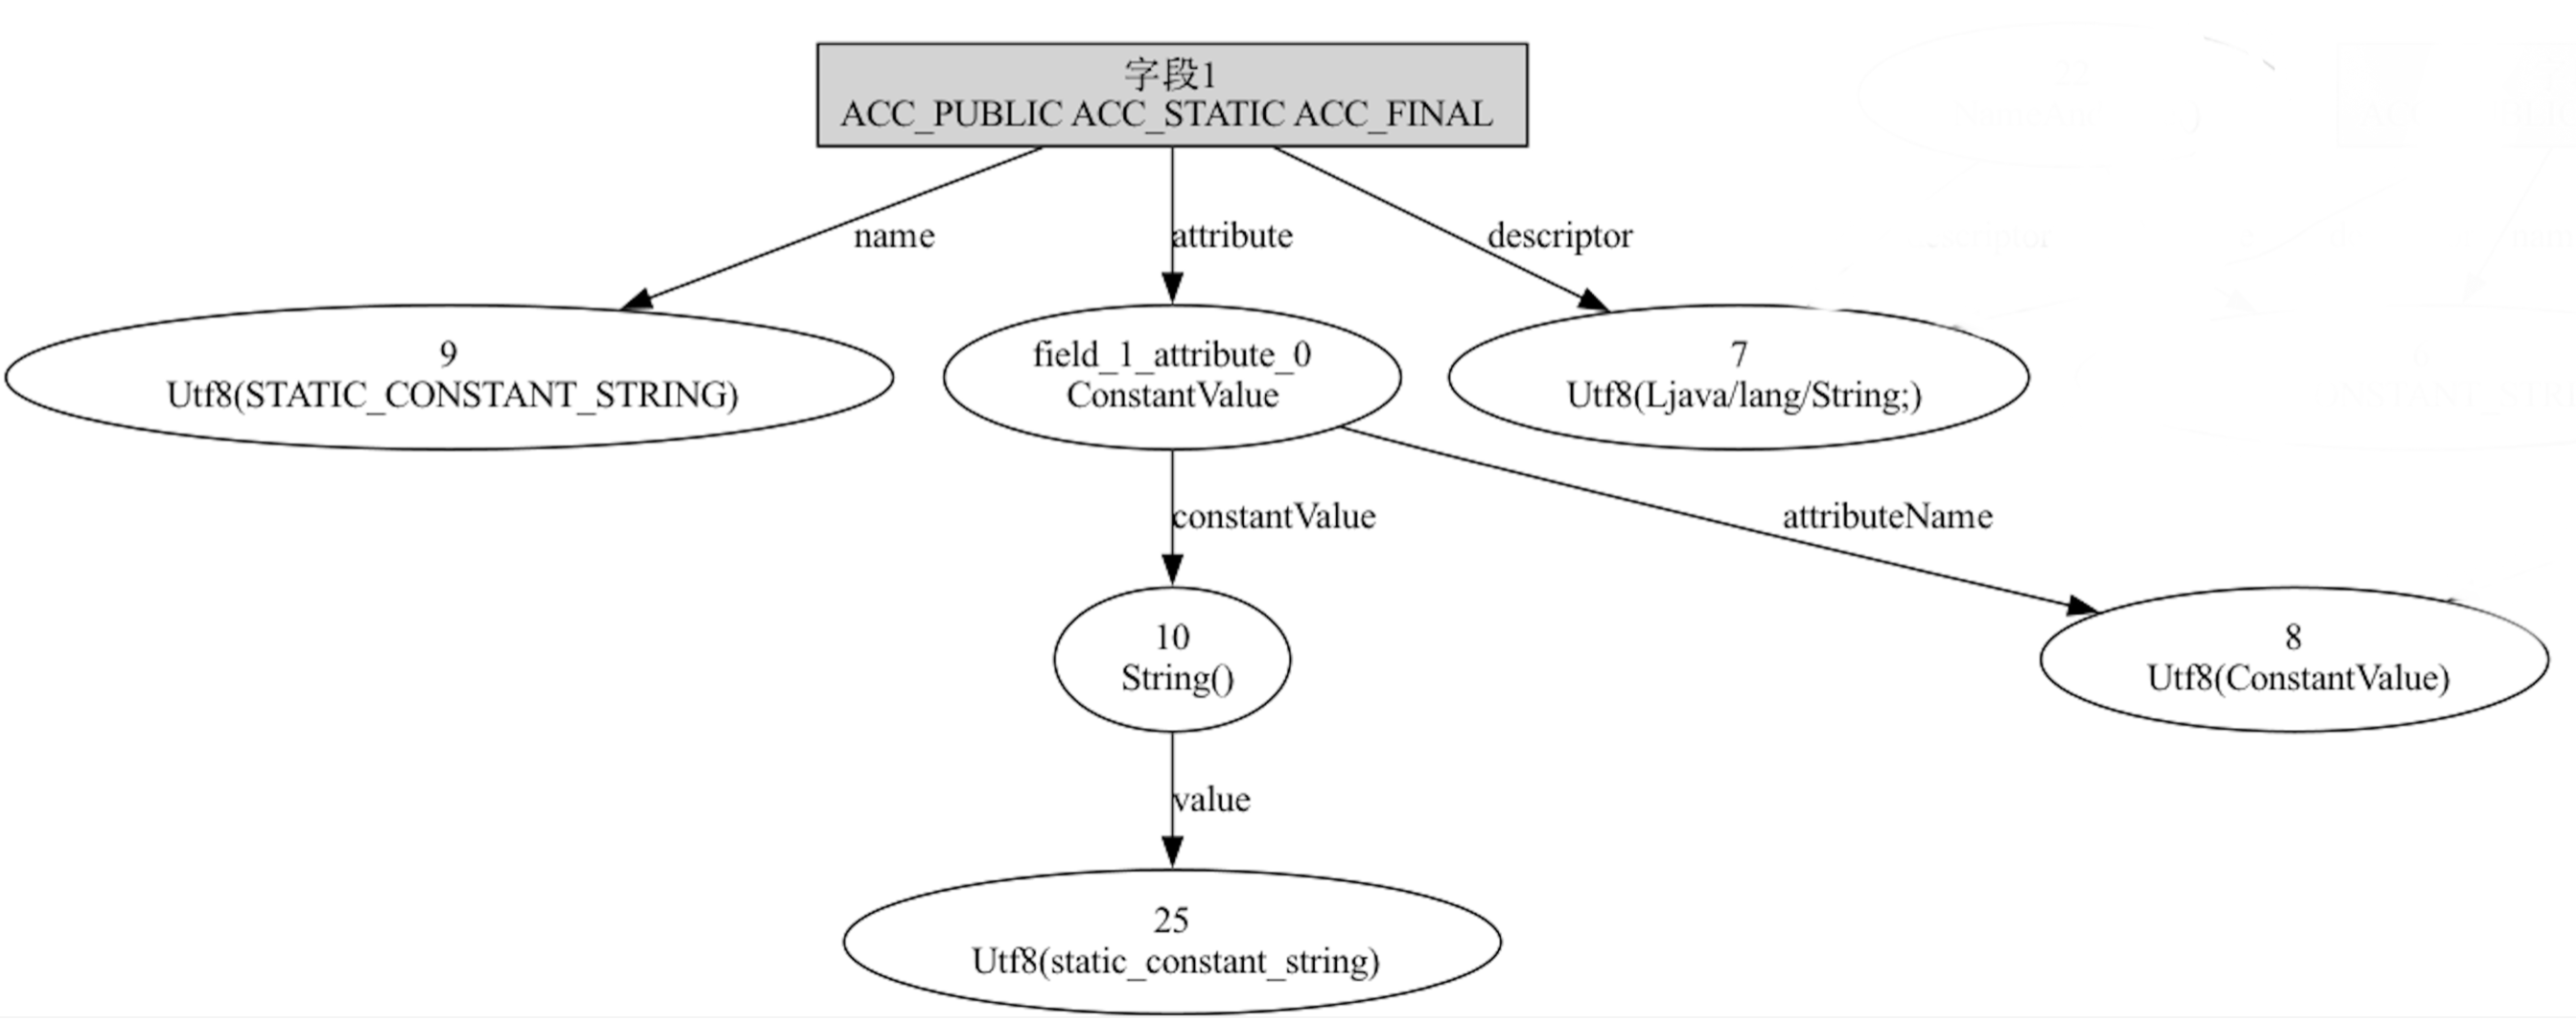 字段1
ACC_PUBLIC ACC_STATIC ACC_FINAL
name
attribute
descriptor
9
Utf8(STATIC_CONSTANT_STRING)
field_1_attribute_0
ConstantValue
7
Utf8(Ljava/lang/String;)
constantValue
attributeName
10
String()
8
Utf8(ConstantValue)
value
25
Utf8(static_constant_string)